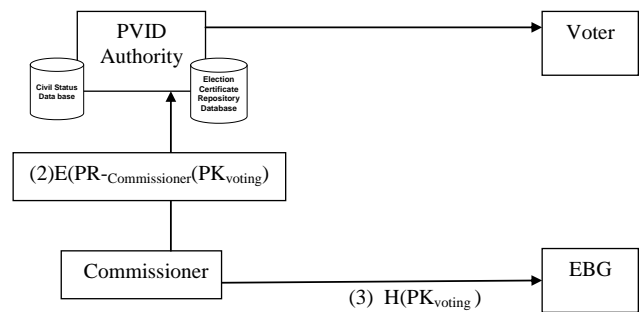 PVID
Authority
Voter
Civil Status
Data base
Election
Certificate
Repository
Database
(2)E(PR-Commissioner(PKvoting)
Commissioner
EBG
(3) H(PKvoting )